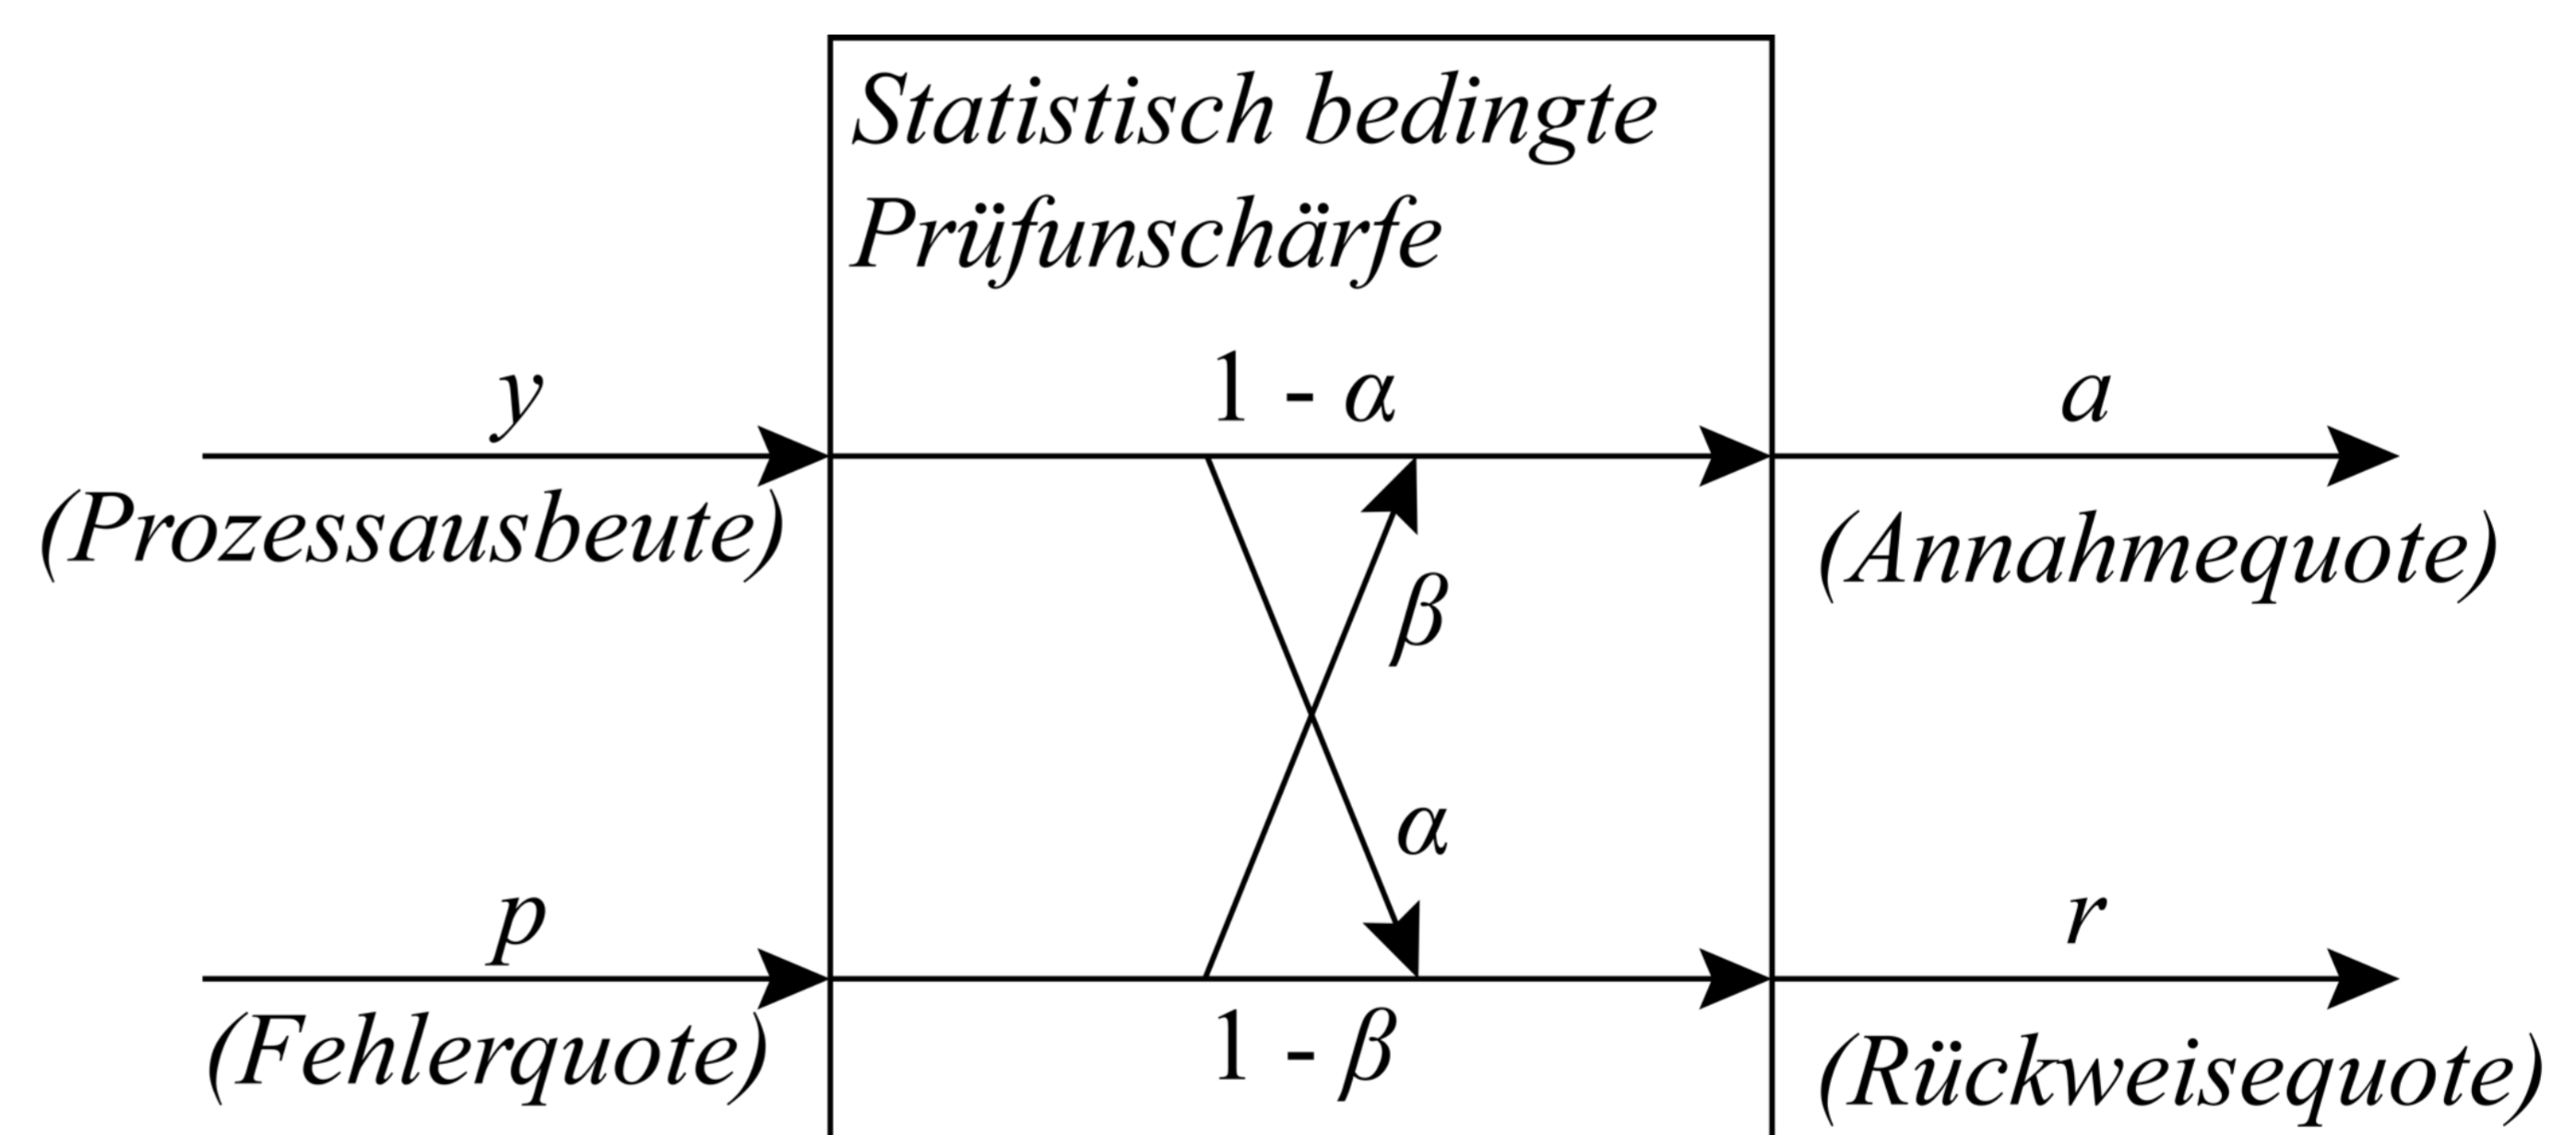 Statistisch bedingte
Prüfunschärfe
y
1 - α
a
(Prozessausbeute)
(Annahmequote)
β
α
p
r
(Fehlerquote)
1 - β
(Rückweisequote)